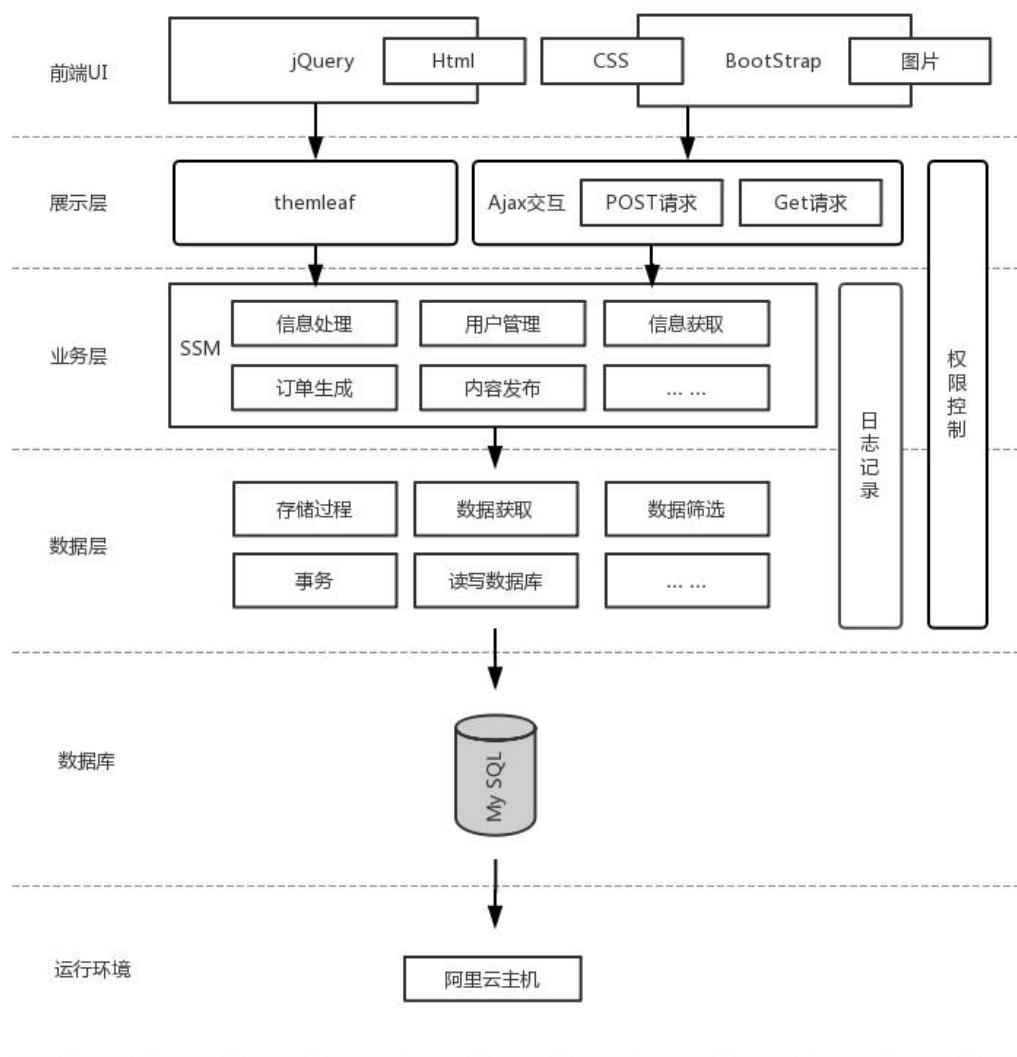 前端UI
jQuery
Html
CSS
BootStrap
图片
展示层
themleaf
Ajax交互
POST请求
Get请求
业务层
SSM
信息处理
用户管理
信息获取
订单生成
内容发布
... ...
日志记录
权限控制
数据层
存储过程
数据获取
数据筛选
事务
读写数据库
... ...
数据库
My SQL
运行环境
阿里云主机